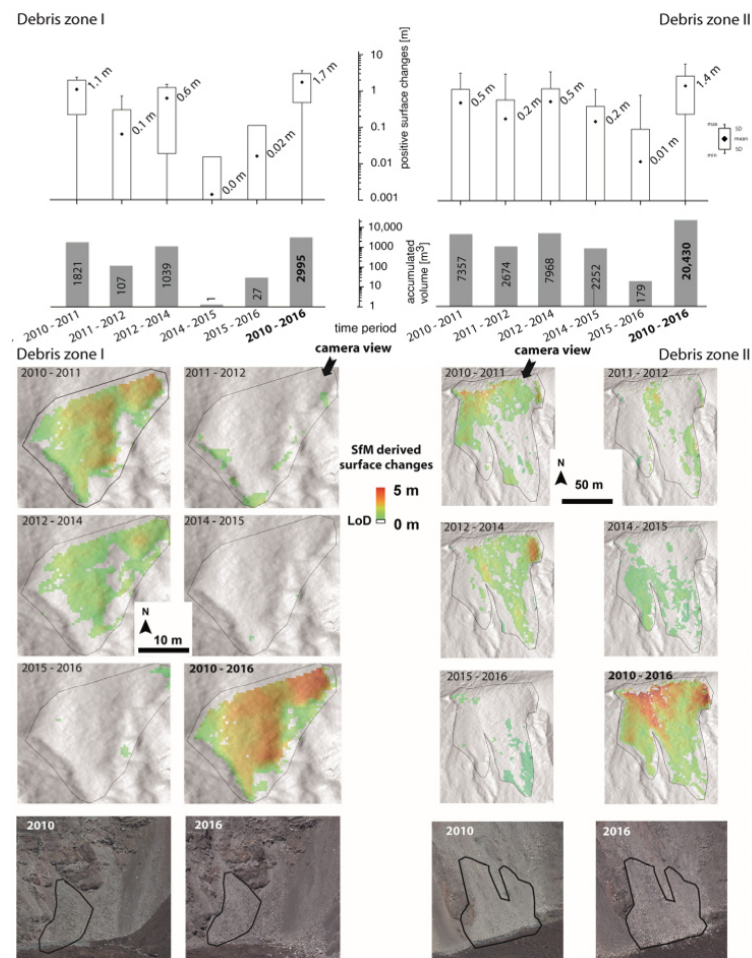 Debris zone I
Debris zone II
1.1 m
0.1 m
0.6 m
0.0 m
0.02 m
1.7 m
10
1
0.1
0.01
0.001
positive surface changes [m]
0.5 m
0.2 m
0.5 m
0.2 m
0.01 m
1.4 m
max
SD
mean
min
SD
1821
107
1039
1
27
2995
10,000
1000
100
10
1
accumulated
volume [m³]
7357
2674
7968
2252
179
20,430
2010 - 2011
2011 - 2012
2012 - 2014
2014 - 2015
2015 - 2016
2010 - 2016
time period
2010 - 2011
2011 - 2012
2012 - 2014
2014 - 2015
2015 - 2016
2010 - 2016
Debris zone I
camera view
camera view
Debris zone II
2010 - 2011
2011 - 2012
2010 - 2011
2011 - 2012
SfM derived
surface changes
5 m
LoD
0 m
N
50 m
2012 - 2014
2014 - 2015
2012 - 2014
2014 - 2015
N
10 m
2015 - 2016
2010 - 2016
2015 - 2016
2010 - 2016
2010
2016
2010
2016